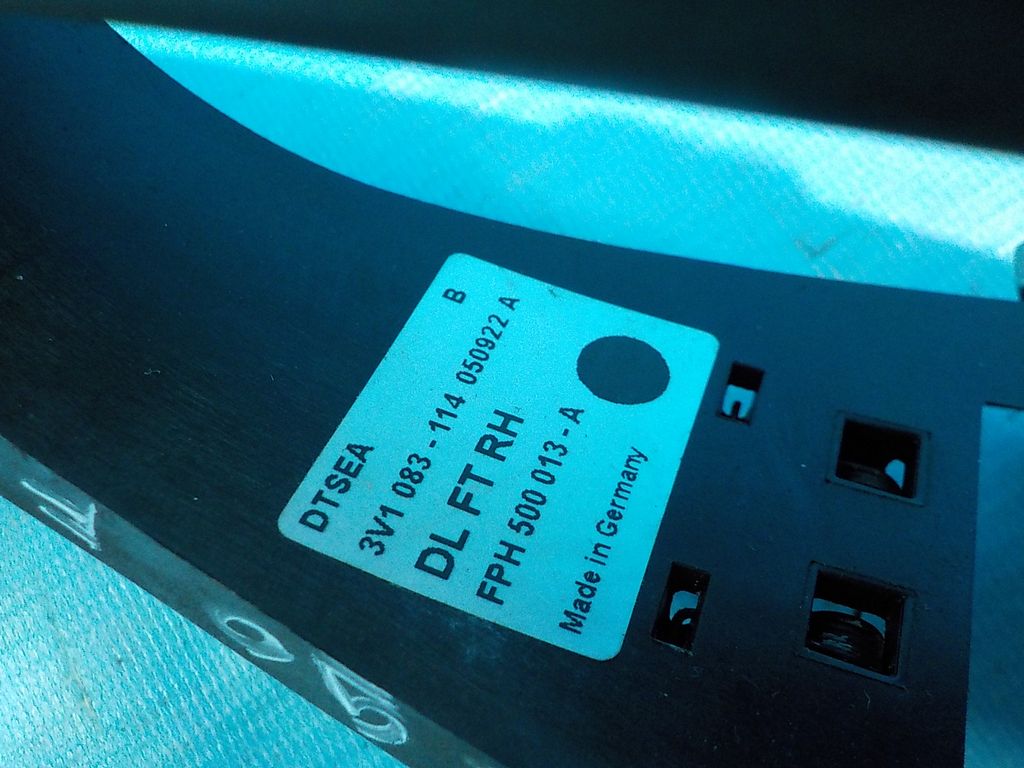 DTSEA B
3V1 083 - 114 050922 A
DL FT RH
FPH 500 013 - A
Made in Germany